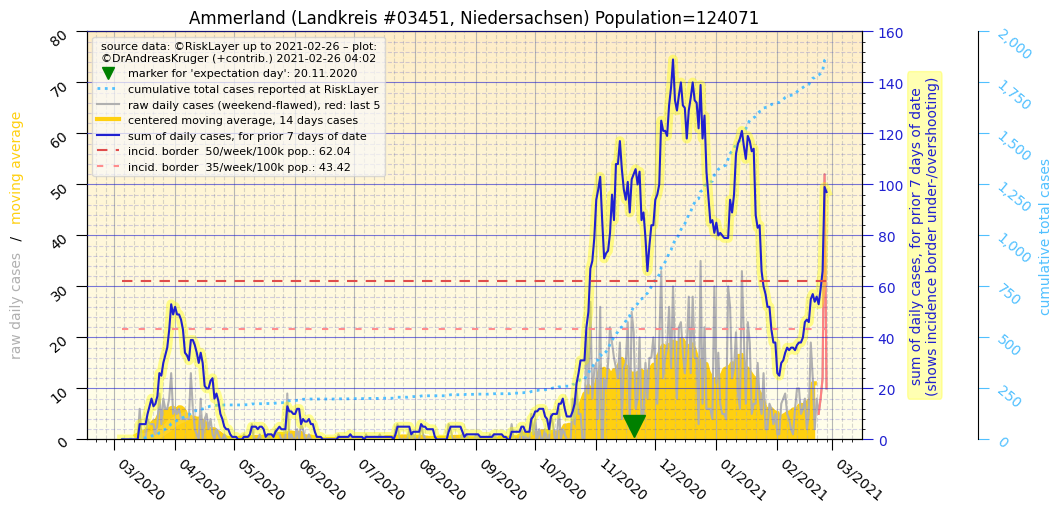 Ammerland (Landkreis #03451, Niedersachsen) Population=124071
source data: ©RiskLayer up to 2021-02-26 – plot:
©DrAndreasKruger (+contrib.) 2021-02-26 04:02
marker for 'expectation day': 20.11.2020
cumulative total cases reported at RiskLayer
raw daily cases (weekend-flawed), red: last 5
centered moving average, 14 days cases
sum of daily cases, for prior 7 days of date
incid. border  50/week/100k pop.: 62.04
incid. border  35/week/100k pop.: 43.42
raw daily cases / moving average
80
70
60
50
40
30
20
10
0
160
140
120
100
80
60
40
20
0
sum of daily cases, for prior 7 days of date
(shows incidence border under-/overshooting)
2,000
1,750
1,500
1,250
1,000
750
500
250
0
cumulative total cases
03/2020
04/2020
05/2020
06/2020
07/2020
08/2020
09/2020
10/2020
11/2020
12/2020
01/2021
02/2021
03/2021